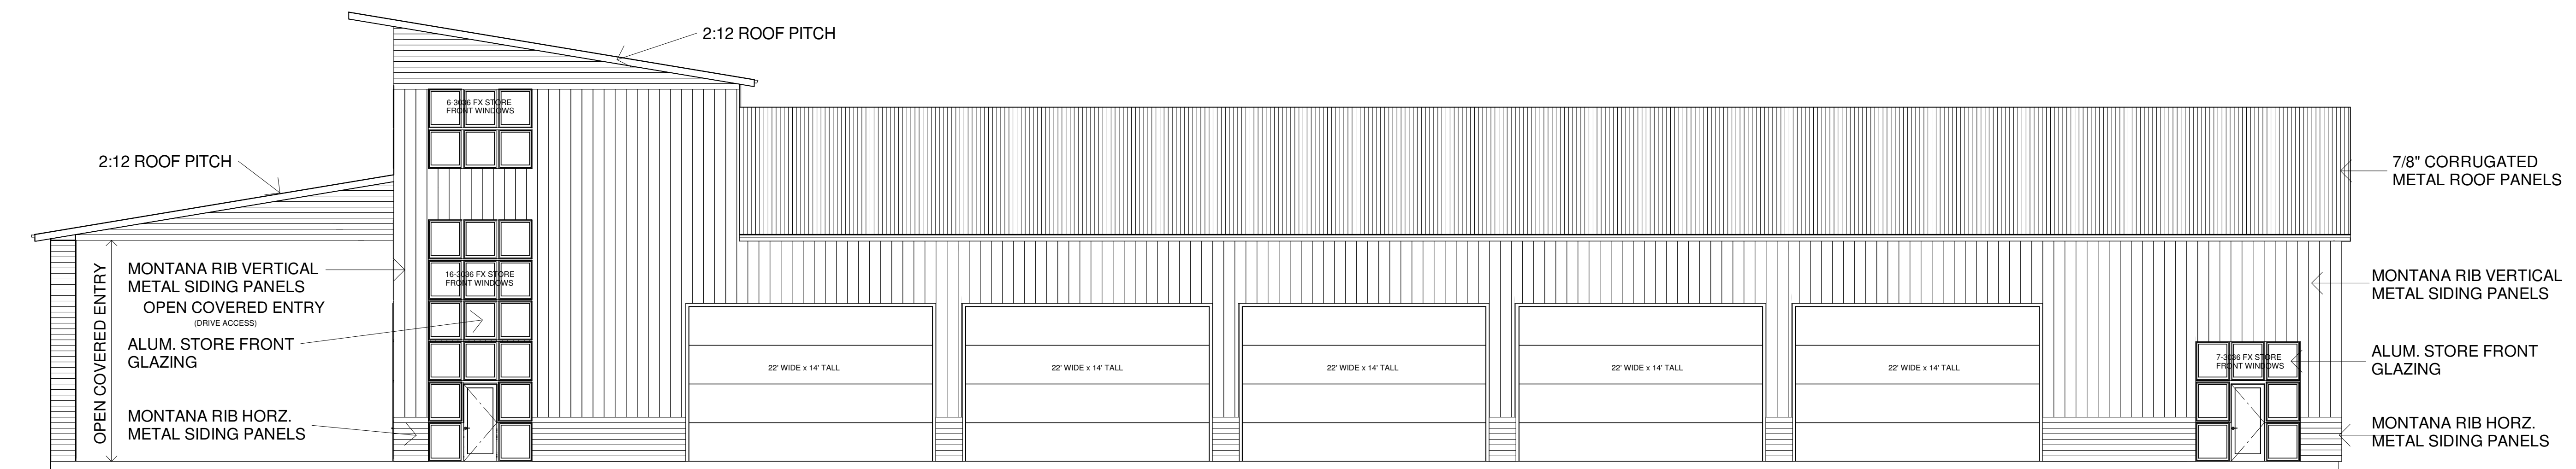 2:12 ROOF PITCH
6-3036 FX STORE
FRONT WINDOWS
2:12 ROOF PITCH
7/8" CORRUGATED
METAL ROOF PANELS
OPEN COVERED ENTRY
MONTANA RIB VERTICAL
METAL SIDING PANELS
OPEN COVERED ENTRY
(DRIVE ACCESS)
ALUM. STORE FRONT
GLAZING
MONTANA RIB HORZ.
METAL SIDING PANELS
16-3036 FX STORE
FRONT WINDOWS
22' WIDE x 14' TALL
22' WIDE x 14' TALL
22' WIDE x 14' TALL
22' WIDE x 14' TALL
22' WIDE x 14' TALL
7-3036 FX STORE
FRONT WINDOWS
MONTANA RIB VERTICAL
METAL SIDING PANELS
ALUM. STORE FRONT
GLAZING
MONTANA RIB HORZ.
METAL SIDING PANELS